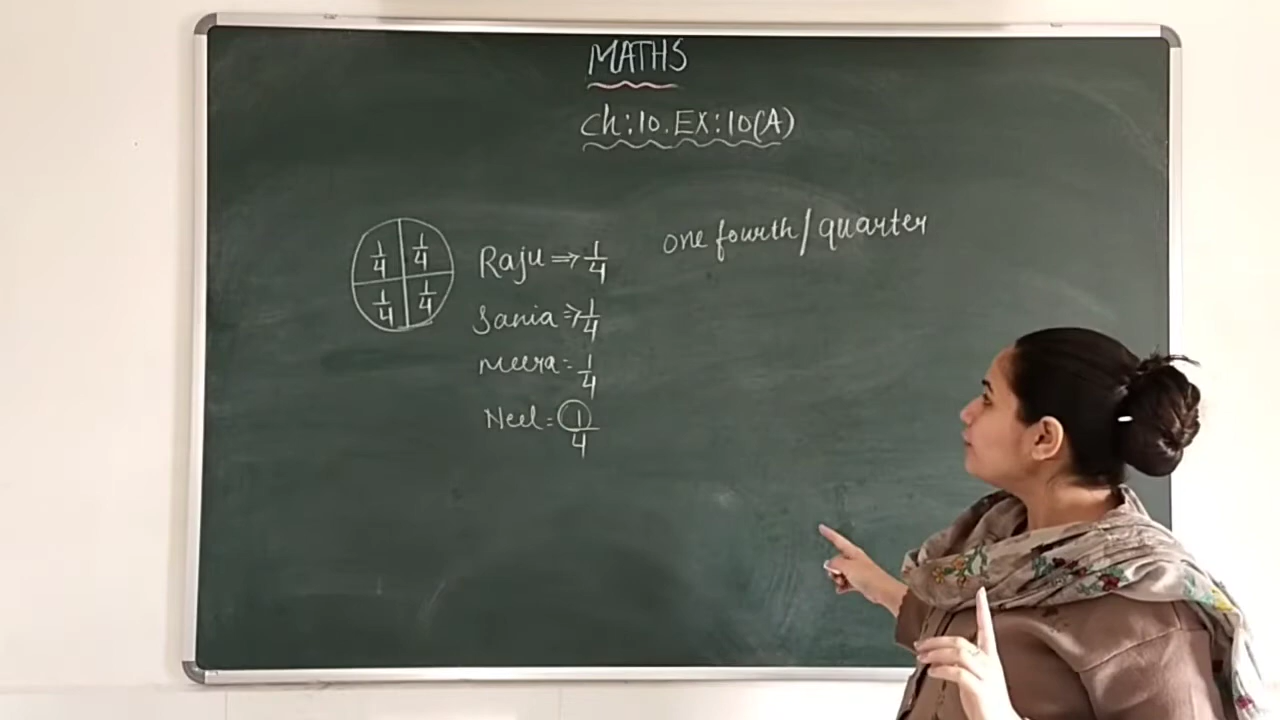 MATHS
Ch:10. EX:10(A)
1/4 1/4
1/4 1/4
Raju ⇒ 1/4
Sania ⇒ 1/4
Meera = 1/4
Neel = 1/4
one fourth/quarter